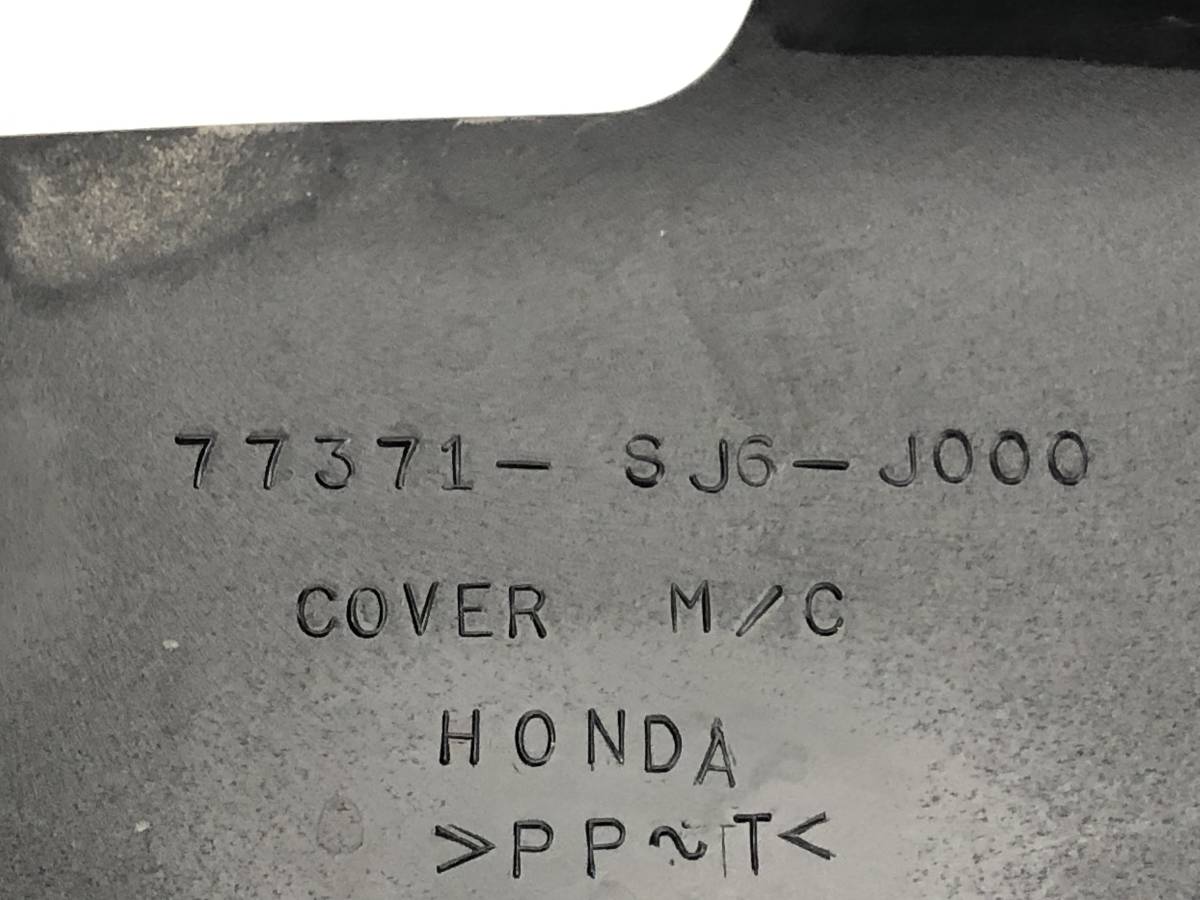 77371- SJ6-J000
COVER M/C
HONDA
>PP~T<